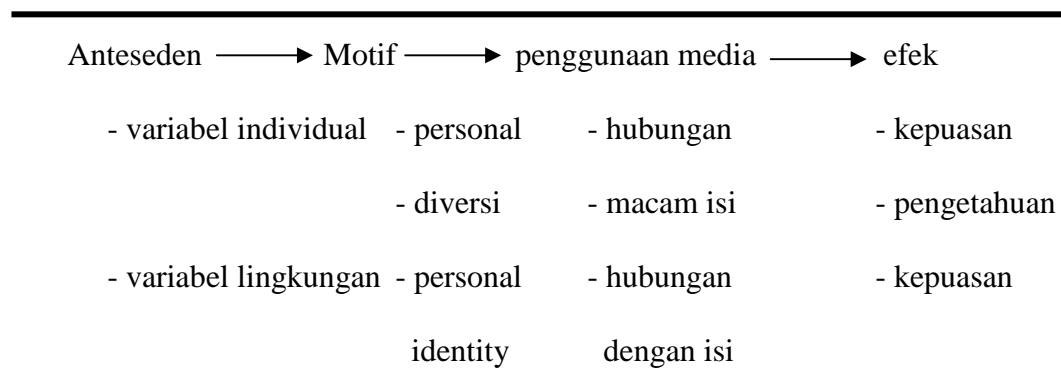 Anteseden Motif penggunaan media efek
- variabel individual - personal - hubungan - kepuasan
- diversi - macam isi - pengetahuan
- variabel lingkungan - personal - hubungan - kepuasan
identity dengan isi